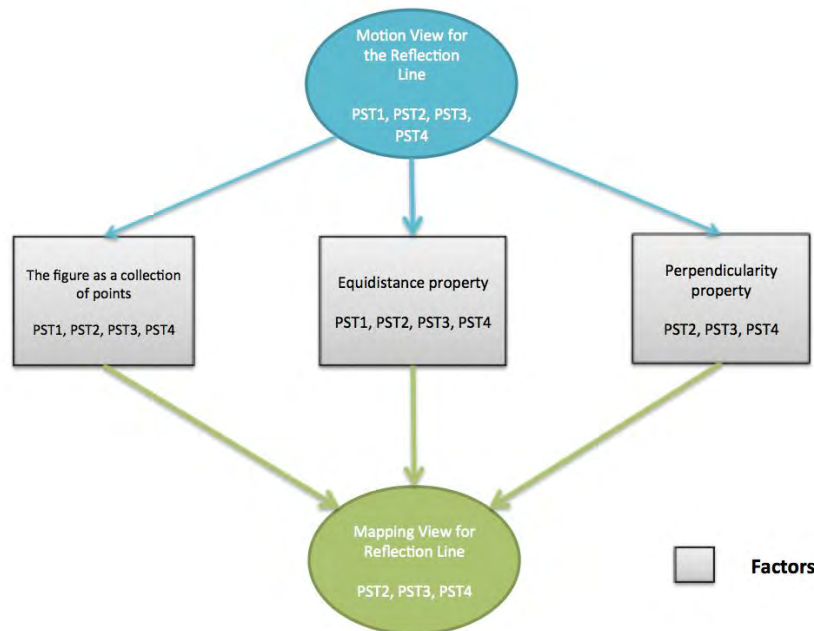 Motion View for
the Reflection
Line
PST1, PST2, PST3,
PST4
The figure as a collection
of points
PST1, PST2, PST3, PST4
Equidistance property
PST1, PST2, PST3, PST4
Perpendicularity
property
PST2, PST3, PST4
Mapping View for
Reflection Line
PST2, PST3, PST4
Factors